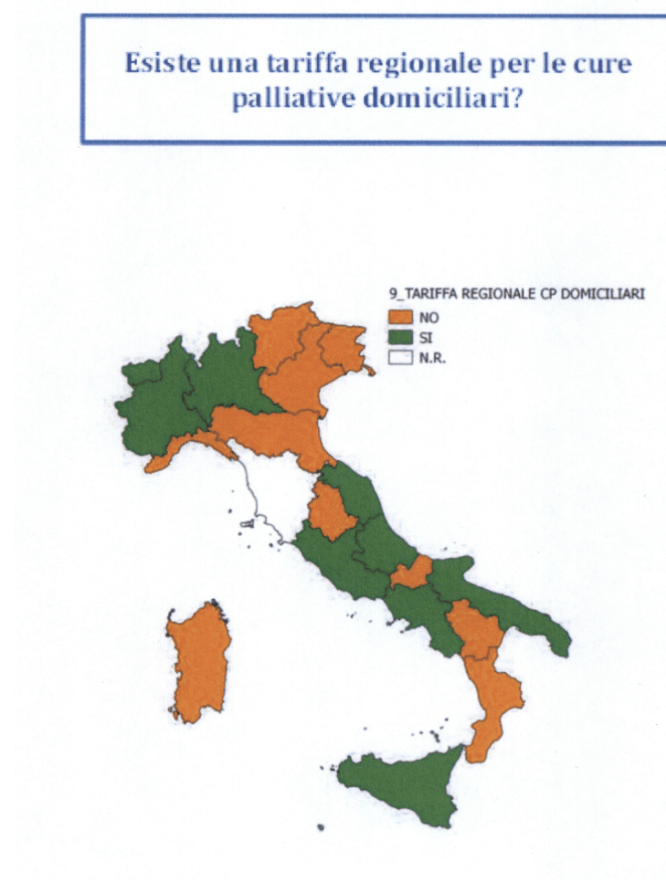 Esiste una tariffa regionale per le cure
palliative domiciliari?
9_TARIFFA REGIONALE CP DOMICILIARI
NO
SI
N.R.